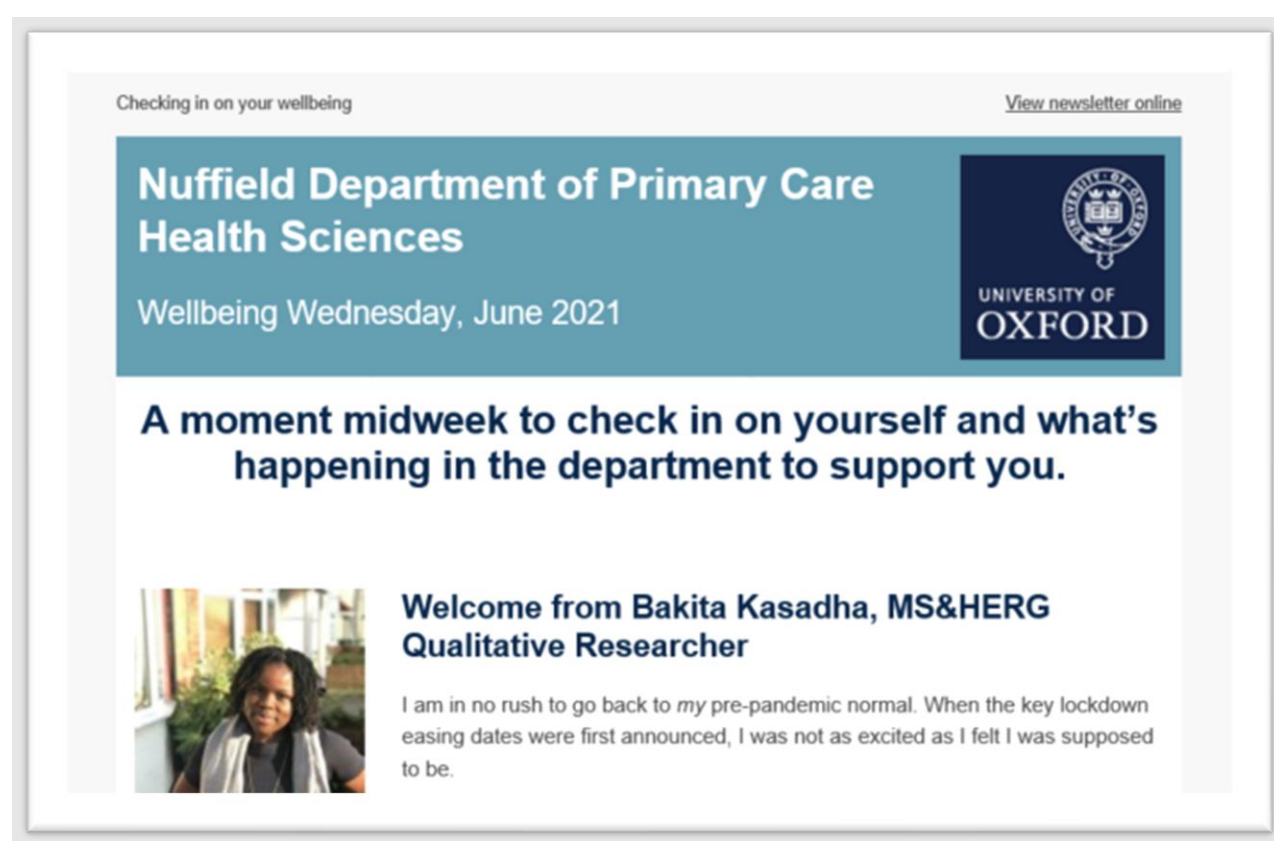 Checking in on your wellbeing
View newsletter online
Nuffield Department of Primary Care
Health Sciences
Wellbeing Wednesday, June 2021
UNIVERSITY OF OXFORD
UNIVERSITY OF
OXFORD
A moment midweek to check in on yourself and what's
happening in the department to support you.
Welcome from Bakita Kasadha, MS&HERG
Qualitative Researcher
I am in no rush to go back to my pre-pandemic normal. When the key lockdown
easing dates were first announced, I was not as excited as I felt I was supposed
to be.